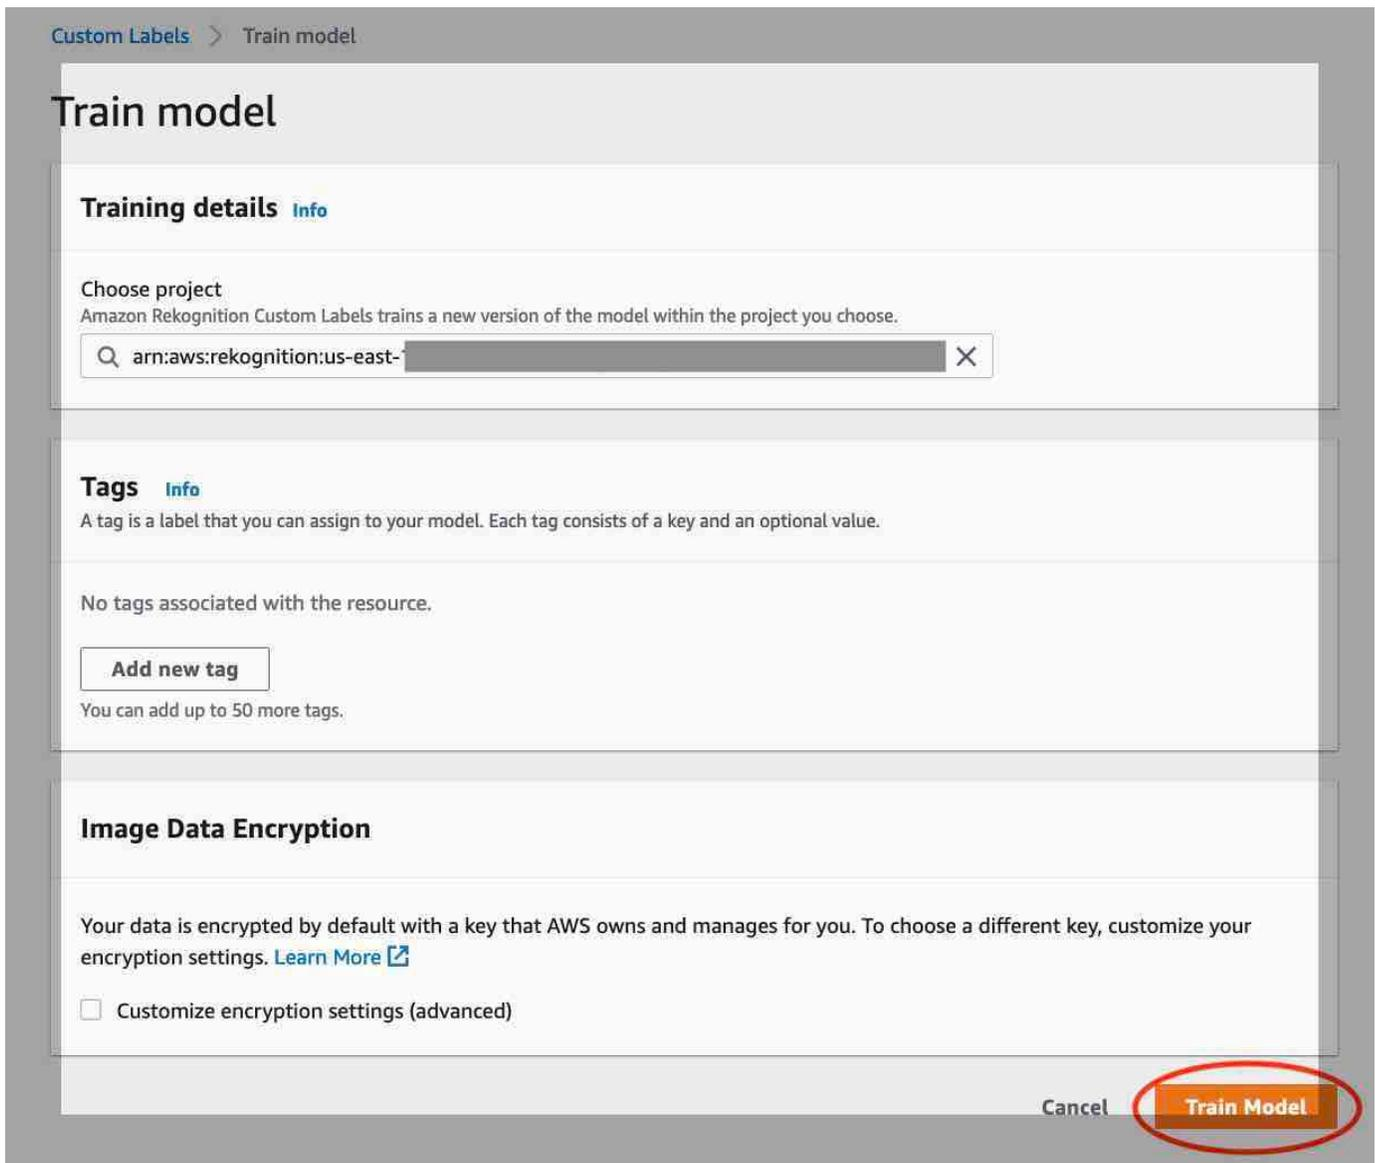 Custom Labels > Train model
Train model
Training details Info
Choose project
Amazon Rekognition Custom Labels trains a new version of the model within the project you choose.
arn:aws:rekognition:us-east-
Tags Info
A tag is a label that you can assign to your model. Each tag consists of a key and an optional value.
No tags associated with the resource.
Add new tag
You can add up to 50 more tags.
Image Data Encryption
Your data is encrypted by default with a key that AWS owns and manages for you. To choose a different key, customize your
encryption settings. Learn More
Customize encryption settings (advanced)
Cancel Train Model